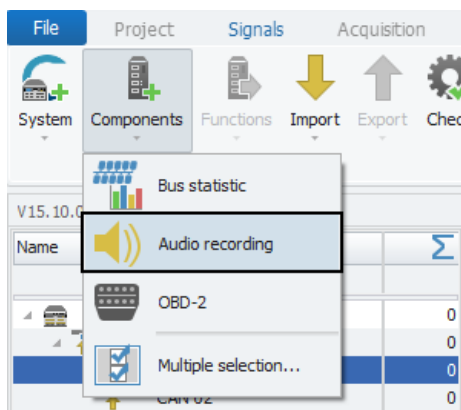 File Project Signals Acquisition
System Components Functions Import Export Chec
Bus statistic
V15.10.0
Name Audio recording Σ
OBD-2
0
0
Multiple selection... 0
CAN 02 0